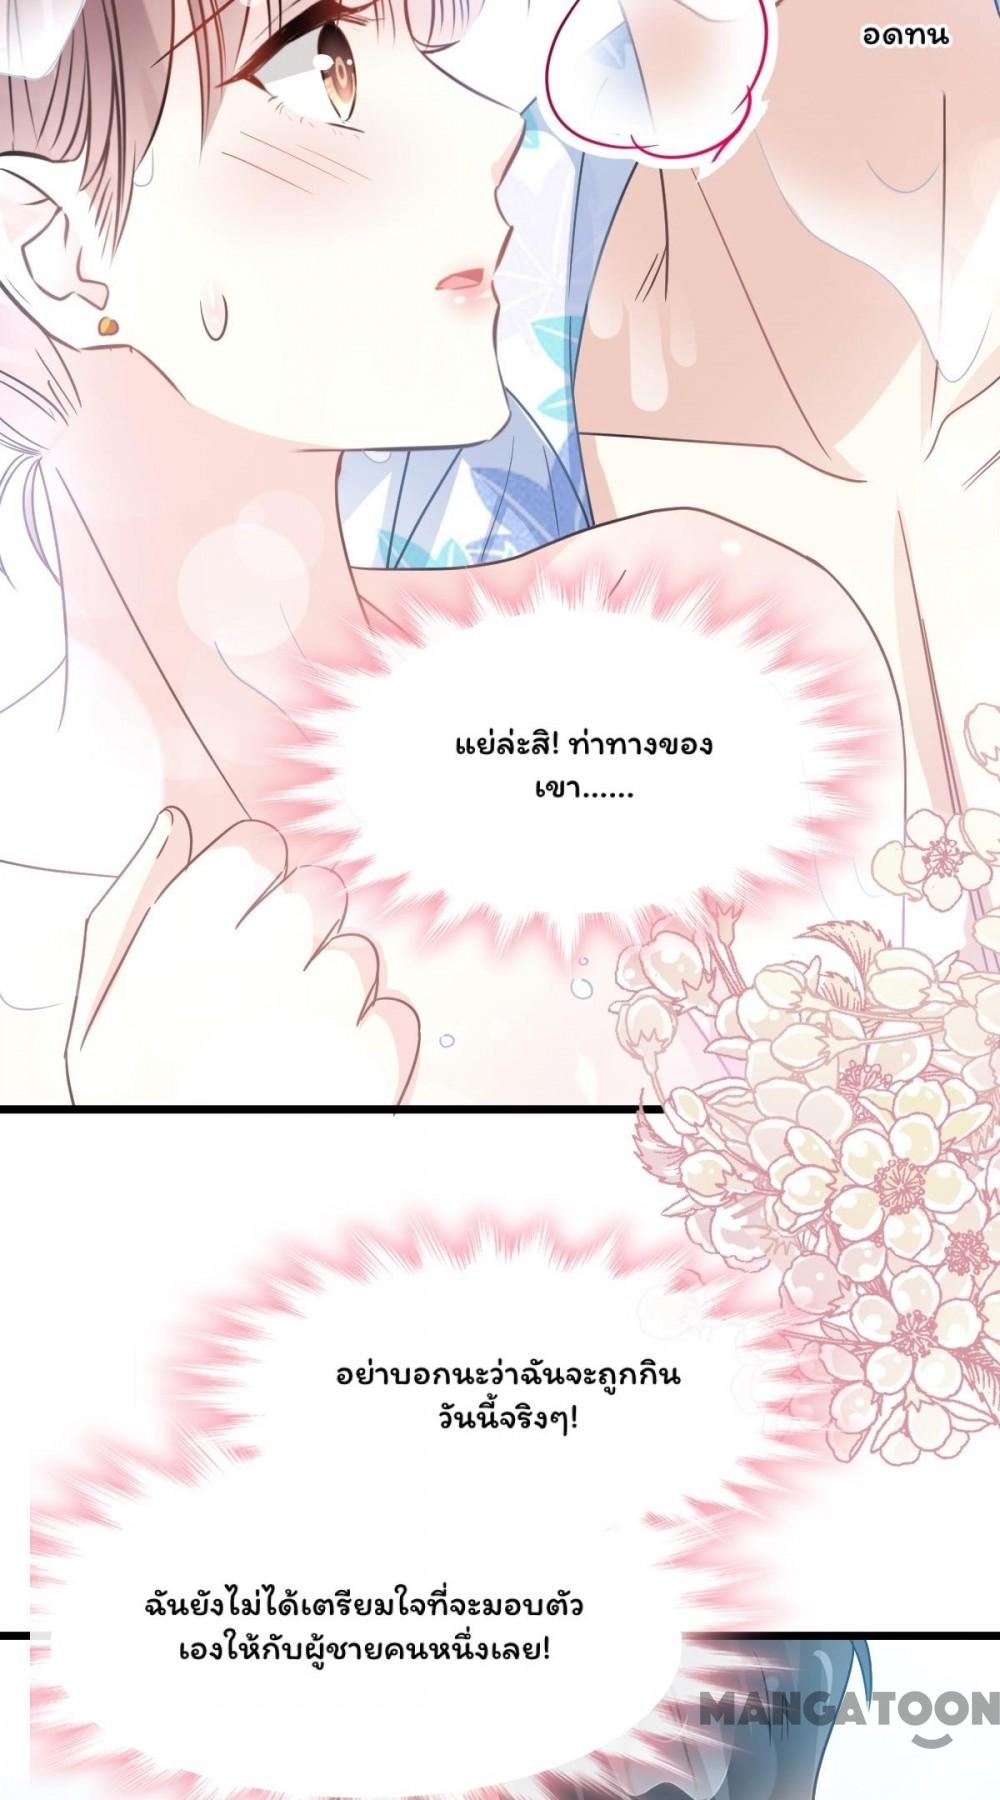 อดทน
แย่ล่ะสิ! ท่าทางของ
เขา......
อย่าบอกนะว่าฉันจะถูกกิน
วันนี้จริงๆ!
ฉันยังไม่ได้เตรียมใจที่จะมอบตัว
เองให้กับผู้ชายคนหนึ่งเลย!
MANGATOON